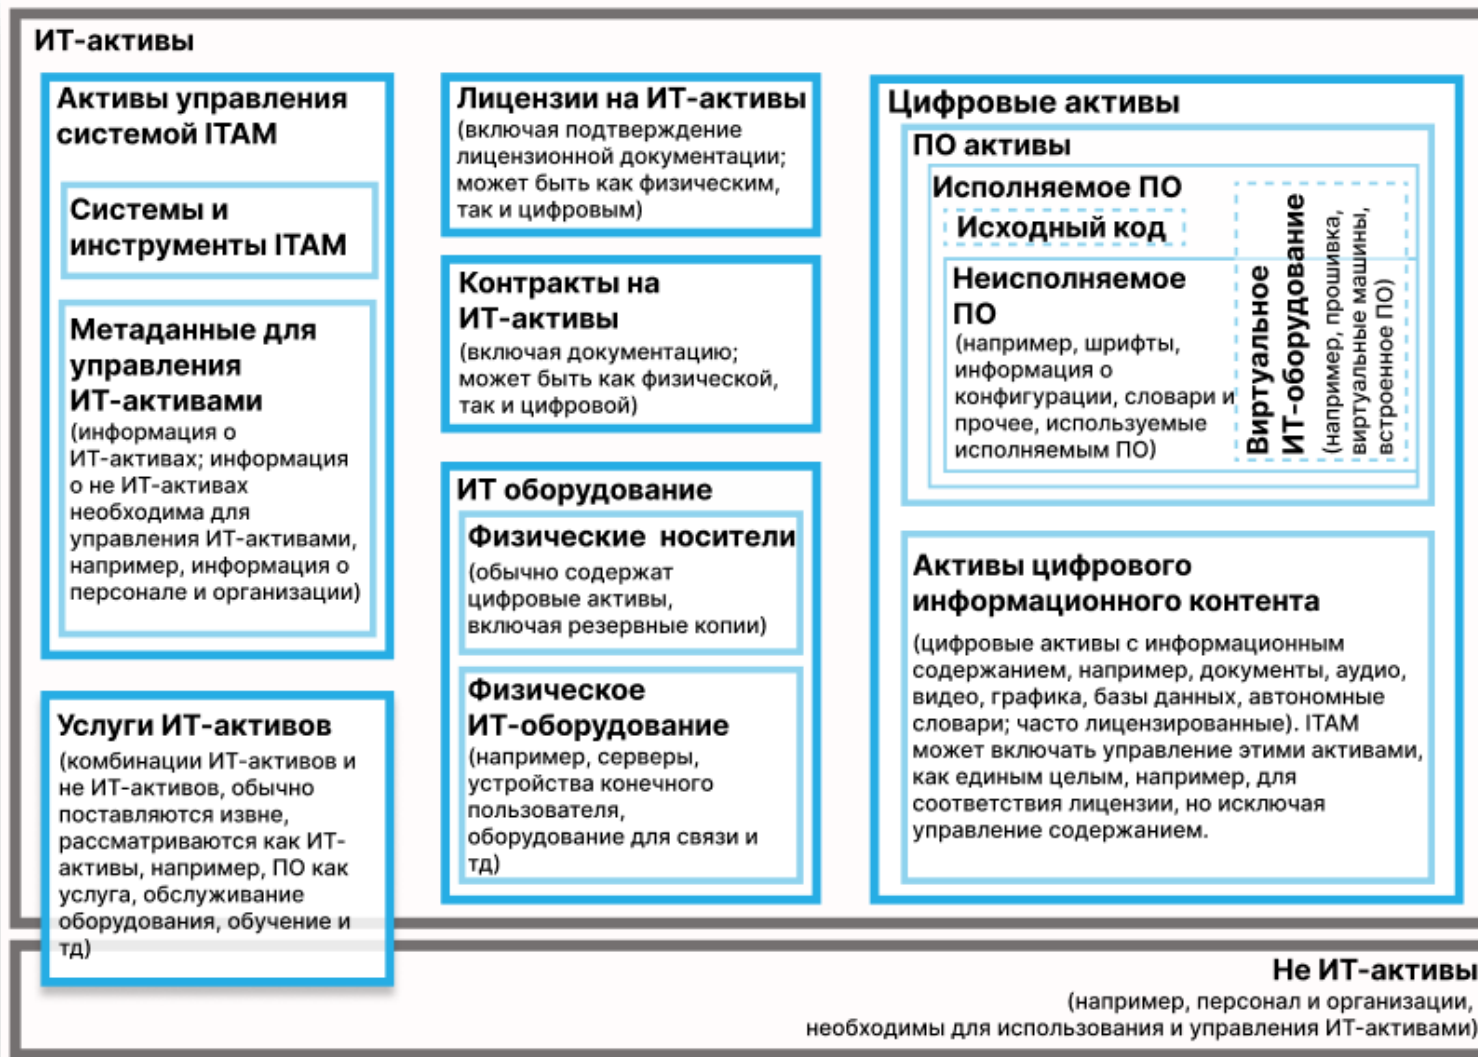 ИТ-активы
Активы управления
системой ITAM
Системы и
инструменты ITAM
Метаданные для
управления
ИТ-активами
(информация о
ИТ-активах; информация
о не ИТ-активах
необходима для
управления ИТ-активами,
например, информация о
персонале и организации)
Услуги ИТ-активов
(комбинации ИТ-активов и
не ИТ-активов, обычно
поставляются извне,
рассматриваются как ИТ-
активы, например, ПО как
услуга, обслуживание
оборудования, обучение и
тд)
Лицензии на ИТ-активы
(включая подтверждение
лицензионной документации;
может быть как физическим,
так и цифровым)
Контракты на
ИТ-активы
(включая документацию;
может быть как физической,
так и цифровой)
ИТ оборудование
Физические носители
(обычно содержат
цифровые активы,
включая резервные копии)
Физическое
ИТ-оборудование
(например, серверы,
устройства конечного
пользователя,
оборудование для связи и
тд)
Цифровые активы
ПО активы
Исполняемое ПО
Исходный код
Неисполняемое
ПО
(например, шрифты,
информация о
конфигурации, словари и
прочее, используемые
исполняемым ПО)
Виртуальное
ИТ-оборудование
(например, прошивка,
виртуальные машины,
встроенное ПО)
Активы цифрового
информационного контента
(цифровые активы с информационным
содержанием, например, документы, аудио,
видео, графика, базы данных, автономные
словари; часто лицензированные). ITAM
может включать управление этими активами,
как единым целым, например, для
соответствия лицензии, но исключая
управление содержанием.
Не ИТ-активы
(например, персонал и организации,
необходимы для использования и управления ИТ-активами)